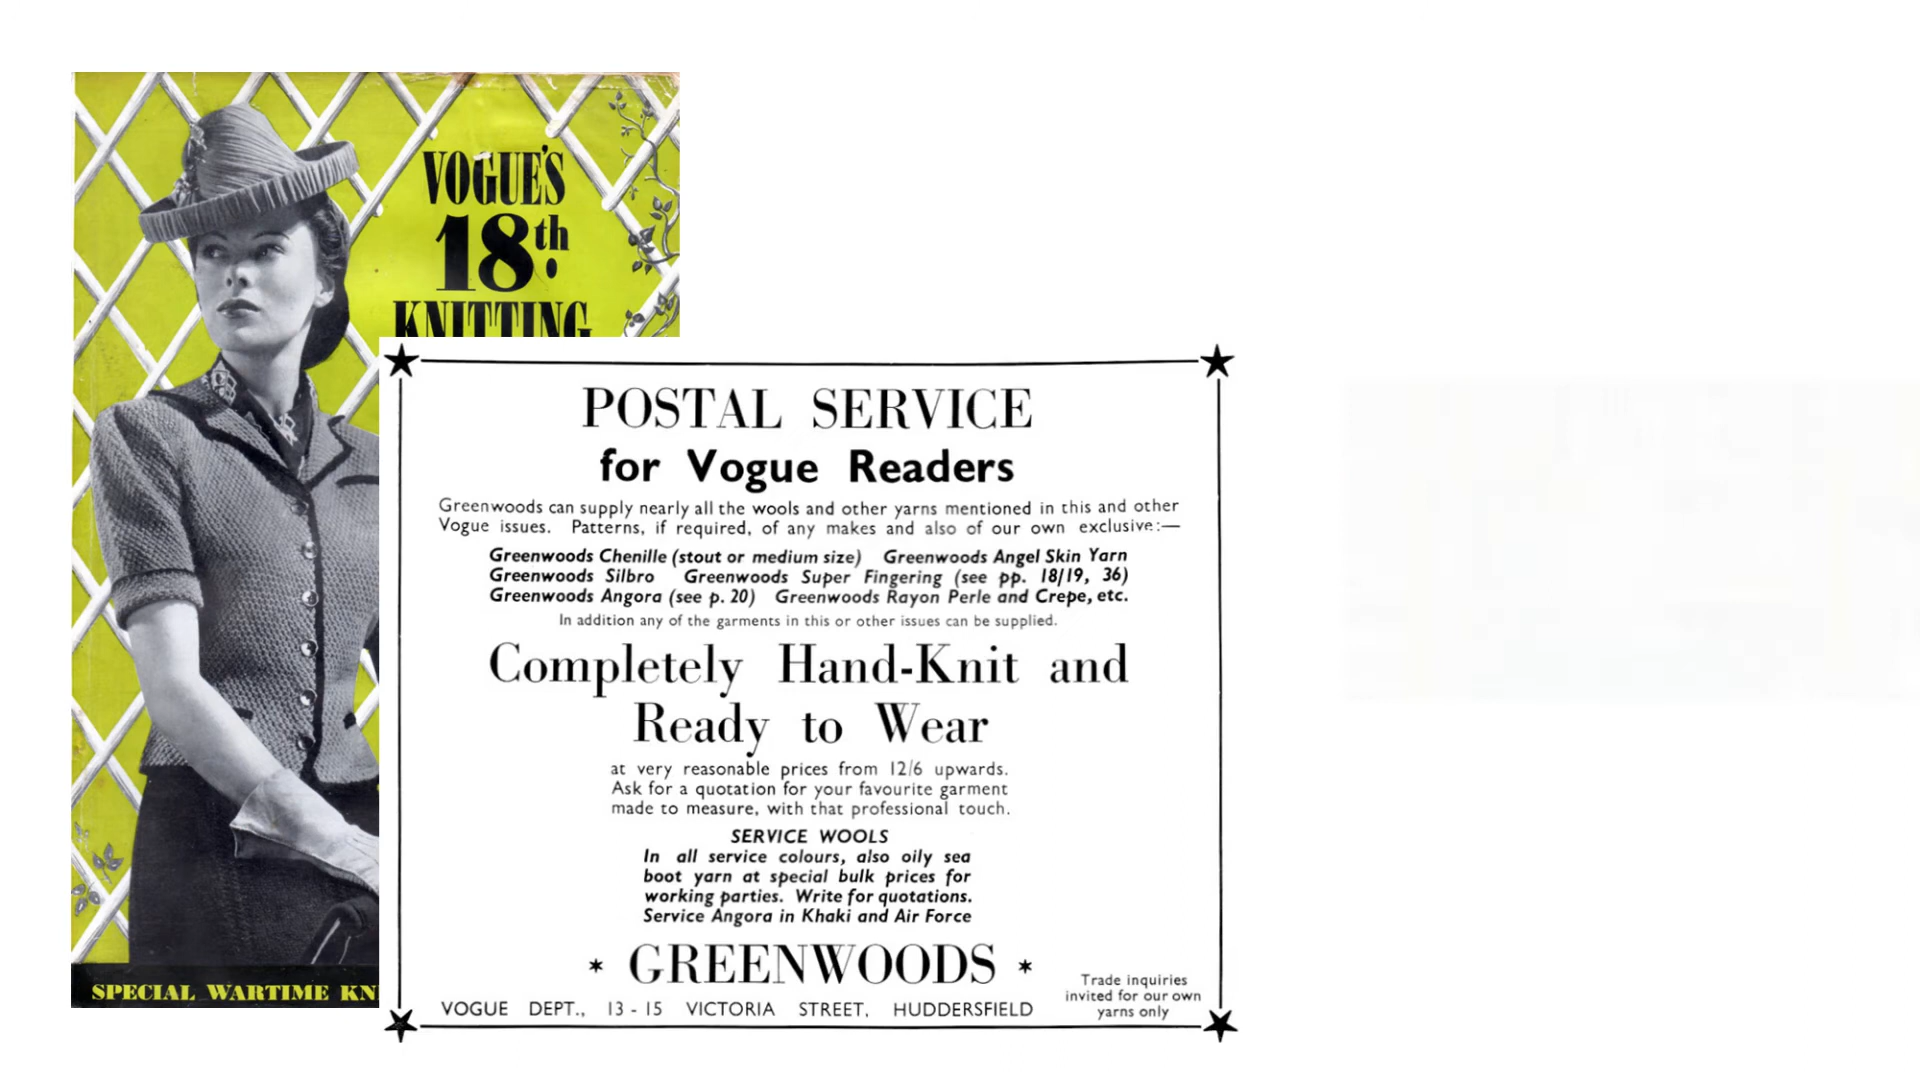 VOGUE'S
18th.
KNITTING
SPECIAL WARTIME KN
POSTAL SERVICE
for Vogue Readers
Greenwoods can supply nearly all the wools and other yarns mentioned in this and other
Vogue issues. Patterns, if required, of any makes and also of our own exclusive:—
Greenwoods Chenille (stout or medium size) Greenwoods Angel Skin Yarn
Greenwoods Silbro Greenwoods Super Fingering (see pp. 18/19, 36)
Greenwoods Angora (see p. 20) Greenwoods Rayon Perle and Crepe, etc.
In addition any of the garments in this or other issues can be supplied.
Completely Hand-Knit and
Ready to Wear
at very reasonable prices from 12/6 upwards.
Ask for a quotation for your favourite garment
made to measure, with that professional touch.
SERVICE WOOLS
In all service colours, also oily sea
boot yarn at special bulk prices for
working parties. Write for quotations.
Service Angora in Khaki and Air Force
* GREENWOODS *
VOGUE DEPT., 13 - 15 VICTORIA STREET, HUDDERSFIELD
Trade inquiries
invited for our own
yarns only